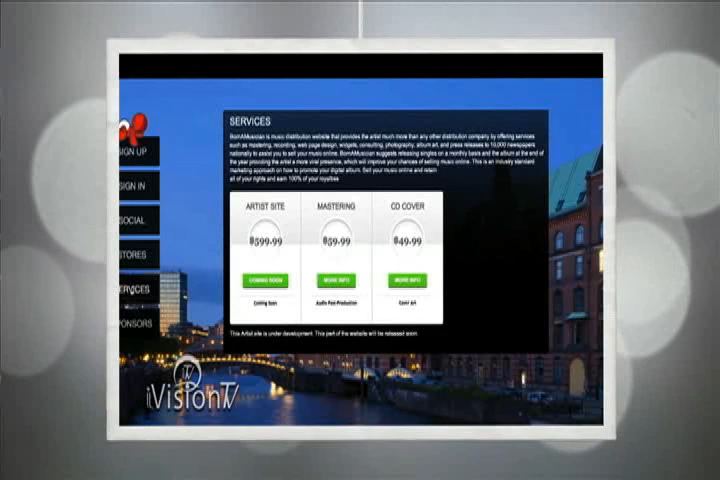 SERVICES
BornAMusician is music distribution website that provides the artist much more than any other distribution company by offering services
such as mastering, recording, web page design, widgets, consulting, photography, album art, and press releases to 10,000 newspapers
nationally to assist you to sell your music online. BornAMusician suggests releasing singles on a monthly basis and the album at the end of
the year providing the artist a more viral presence, which will improve your chances of selling music online. This is an industry standard
marketing approach on how to promote your digital album. Sell your music online and retain
all of your rights and earn 100% of your royalties
SIGN UP
SIGN IN
SOCIAL
STORES
SERVICES
PONSORS
ARTIST SITE
MASTERING
CD COVER
$599.99
$59.99
$49.99
COMING SOON
MORE INFO
MORE INFO
Coming Soon
Audio Post-Production
Cover Art
This Artist site is under development. This part of the website will be released soon
iVisionTV